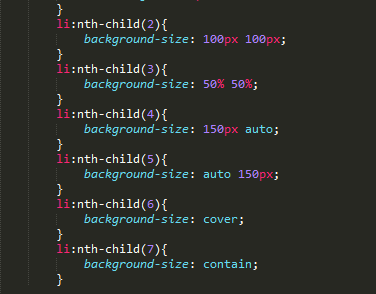 }
li:nth-child(2){
background-size: 100px 100px;
}
li:nth-child(3){
background-size: 50% 50%;
}
li:nth-child(4){
background-size: 150px auto;
}
li:nth-child(5){
background-size: auto 150px;
}
li:nth-child(6){
background-size: cover;
}
li:nth-child(7){
background-size: contain;
}